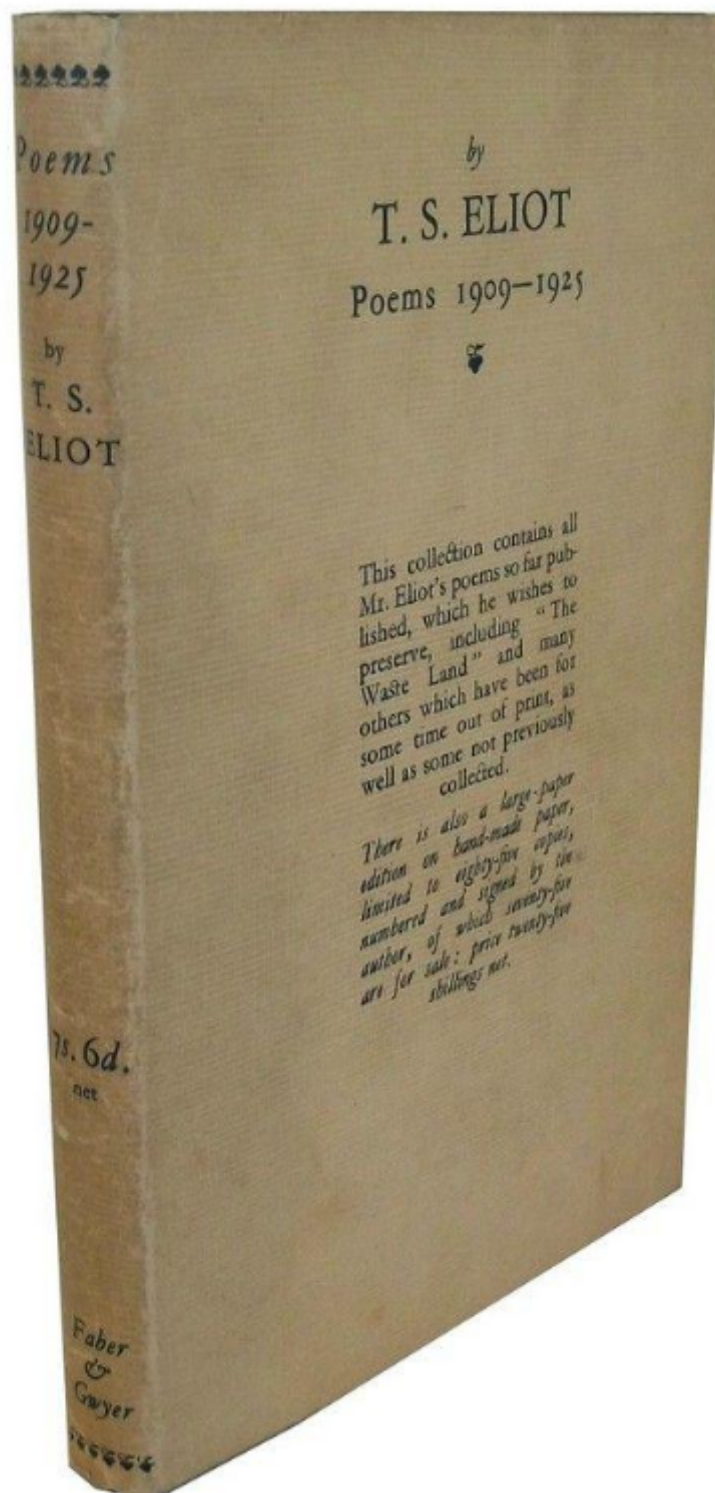 Poems
1909-
1925
by
T. S.
ELIOT
7s. 6d.
net
Faber
&
Gwyer
by
T. S. ELIOT
Poems 1909—1925
This collection contains all
Mr. Eliot's poems so far pub-
lished, which he wishes to
preserve, including "The
Waste Land" and many
others which have been for
some time out of print, as
well as some not previously
collected.
There is also a large-paper
edition on hand-made paper,
limited to eighty-five copies,
numbered and signed by the
author, of which seventy-five
are for sale: price twenty-five
shillings net.